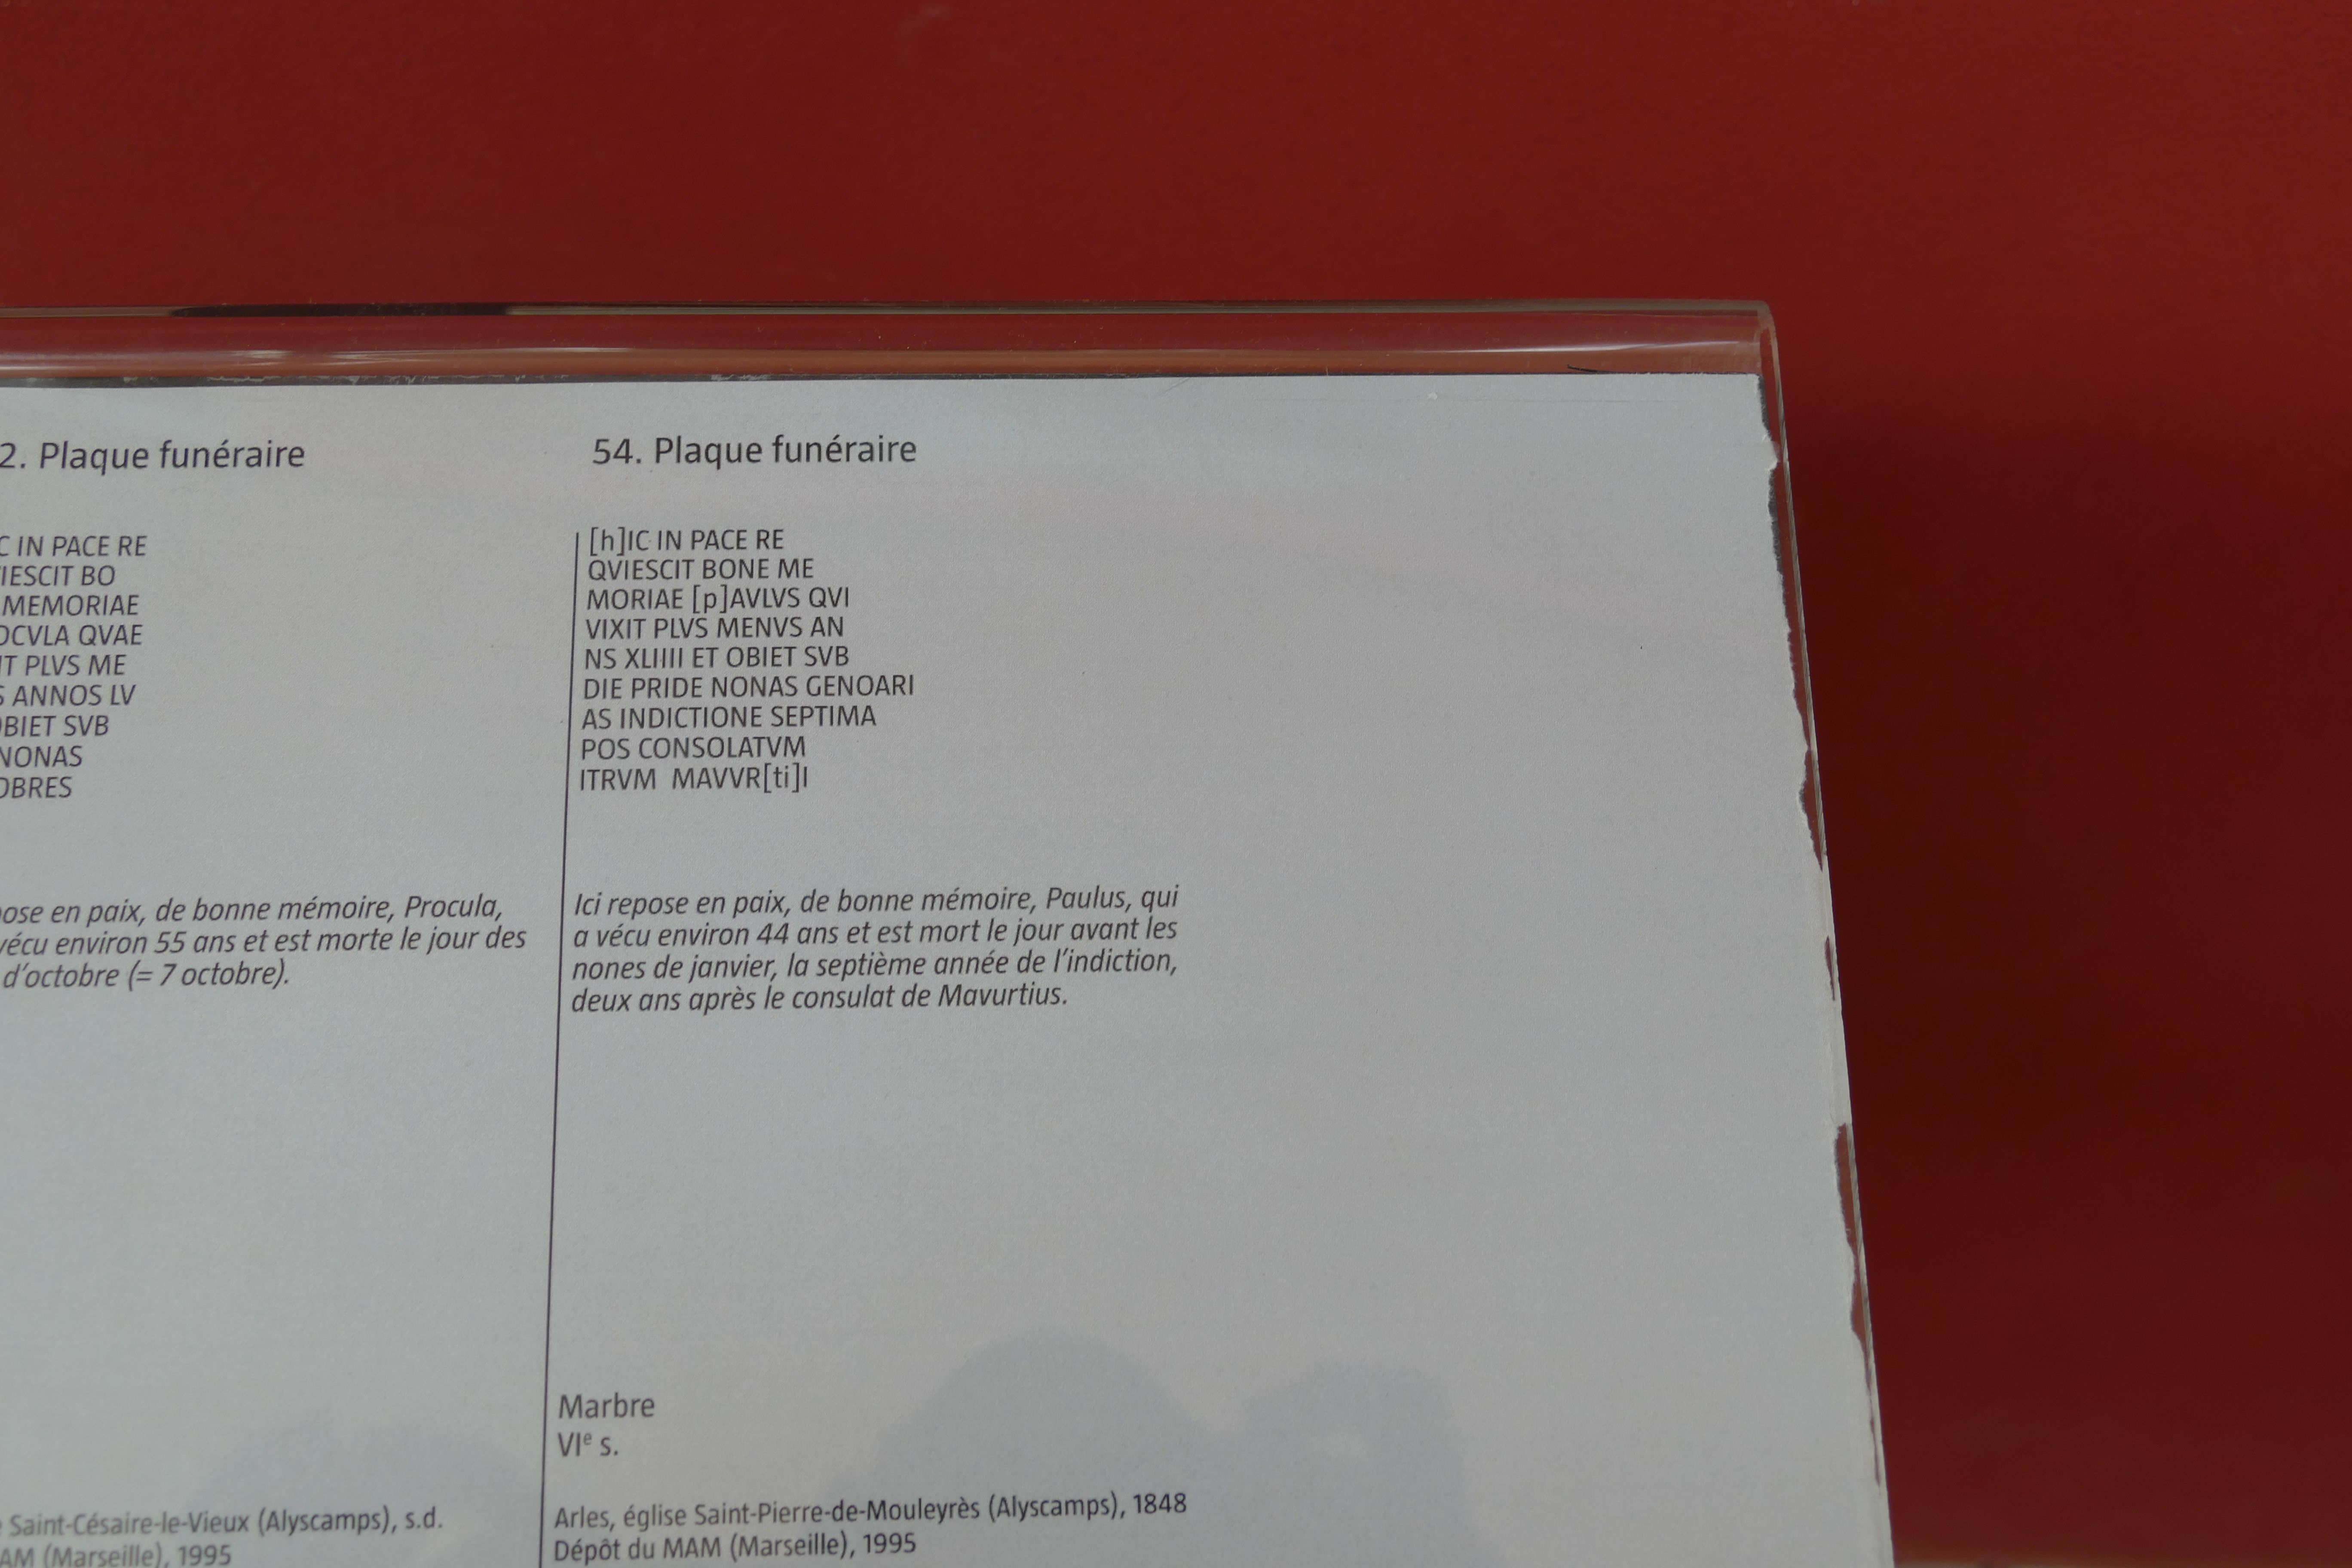 2. Plaque funéraire
C IN PACE RE
VIESCIT BO
MEMORIAE
OCVLA QVAE
IT PLVS ME
S ANNOS LV
OBIET SVB
NONAS
OBRES
ose en paix, de bonne mémoire, Procula,
vécu environ 55 ans et est morte le jour des
d'octobre (= 7 octobre).
Saint-Césaire-le-Vieux (Alyscamps), s.d.
AM (Marseille), 1995
54. Plaque funéraire
[h]IC IN PACE RE
QVIESCIT BONE ME
MORIAE [p]AVLVS QVI
VIXIT PLVS MENVS AN
NS XLIIII ET OBIET SVB
DIE PRIDE NONAS GENOARI
AS INDICTIONE SEPTIMA
POS CONSOLATVM
ITRVM MAVVR[ti]I
Ici repose en paix, de bonne mémoire, Paulus, qui
a vécu environ 44 ans et est mort le jour avant les
nones de janvier, la septième année de l'indiction,
deux ans après le consulat de Mavurtius.
Marbre
VIe s.
Arles, église Saint-Pierre-de-Mouleyrès (Alyscamps), 1848
Dépôt du MAM (Marseille), 1995